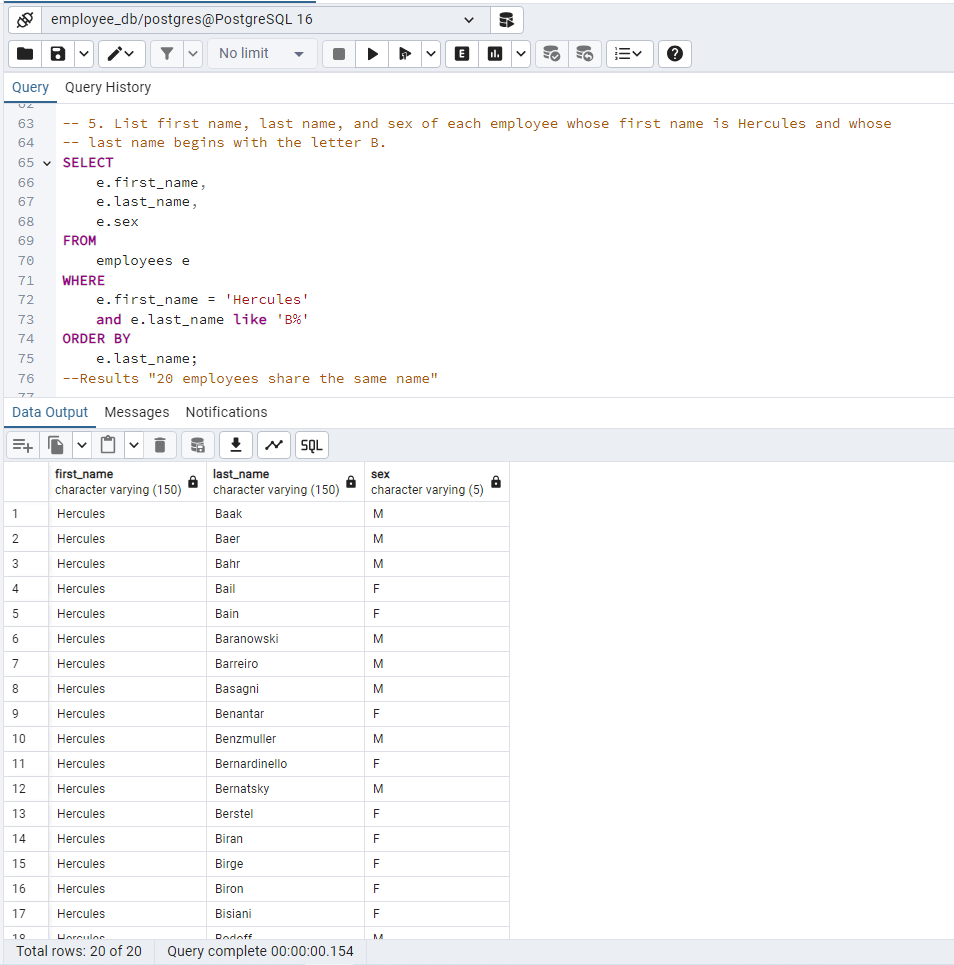 employee_db/postgres@PostgreSQL 16
No limit
E
Query Query History
62
63 -- 5. List first name, last name, and sex of each employee whose first name is Hercules and whose
64 -- last name begins with the letter B.
65 SELECT
66 e.first_name,
67 e.last_name,
68 e.sex
69 FROM
70 employees e
71 WHERE
72 e.first_name = 'Hercules'
73 and e.last_name like 'B%'
74 ORDER BY
75 e.last_name;
76 --Results "20 employees share the same name"
77
Data Output Messages Notifications
SQL
first_name last_name sex
character varying (150) character varying (150) character varying (5)
1 Hercules Baak M
2 Hercules Baer M
3 Hercules Bahr M
4 Hercules Bail F
5 Hercules Bain F
6 Hercules Baranowski M
7 Hercules Barreiro M
8 Hercules Basagni M
9 Hercules Benantar F
10 Hercules Benzmuller M
11 Hercules Bernardinello F
12 Hercules Bernatsky M
13 Hercules Berstel F
14 Hercules Biran F
15 Hercules Birge F
16 Hercules Biron F
17 Hercules Bisiani F
18 Hercules Bodoff M
Total rows: 20 of 20 Query complete 00:00:00.154